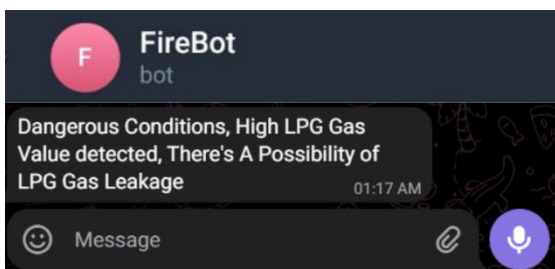 F
FireBot
bot
Dangerous Conditions, High LPG Gas
Value detected, There's A Possibility of
LPG Gas Leakage
01:17 AM
Message